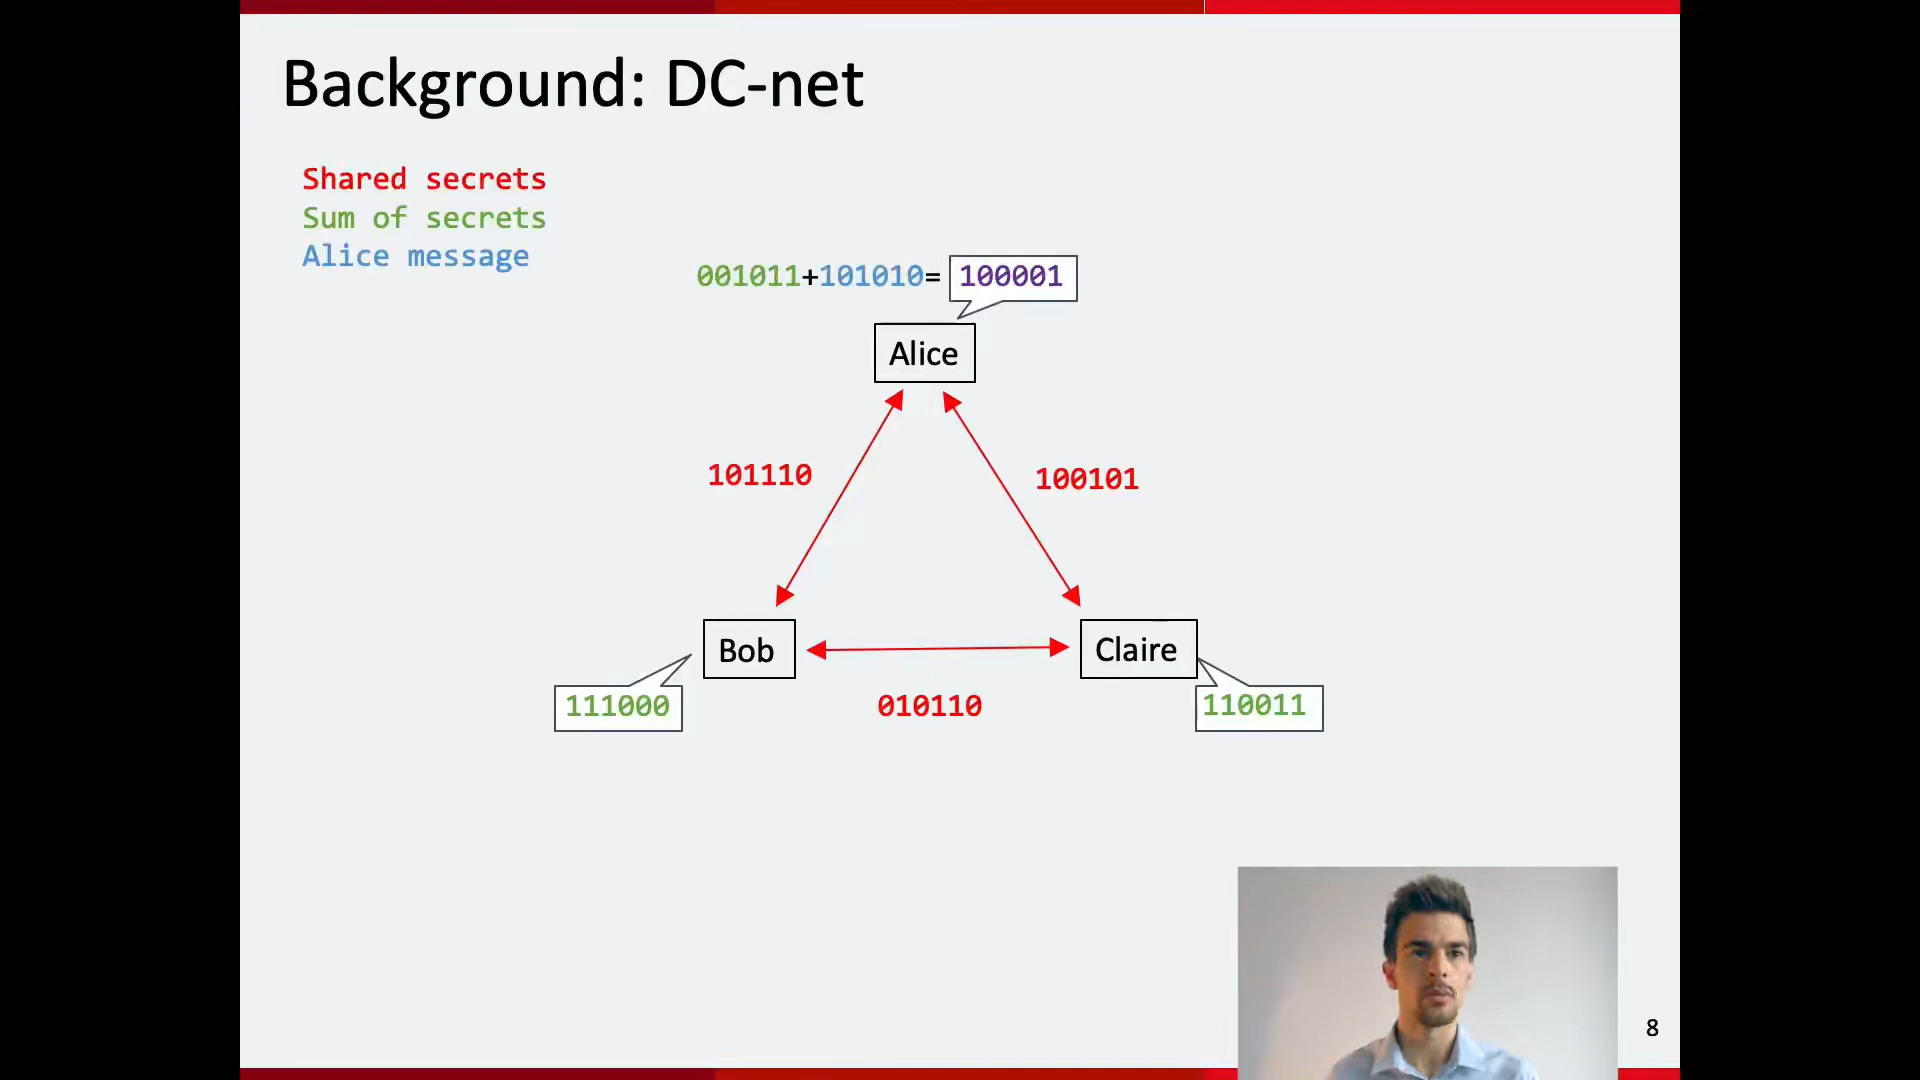 Background: DC-net
Shared secrets
Sum of secrets
Alice message
001011+101010= 100001
Alice
101110
100101
Bob
Claire
111000
010110
110011
8